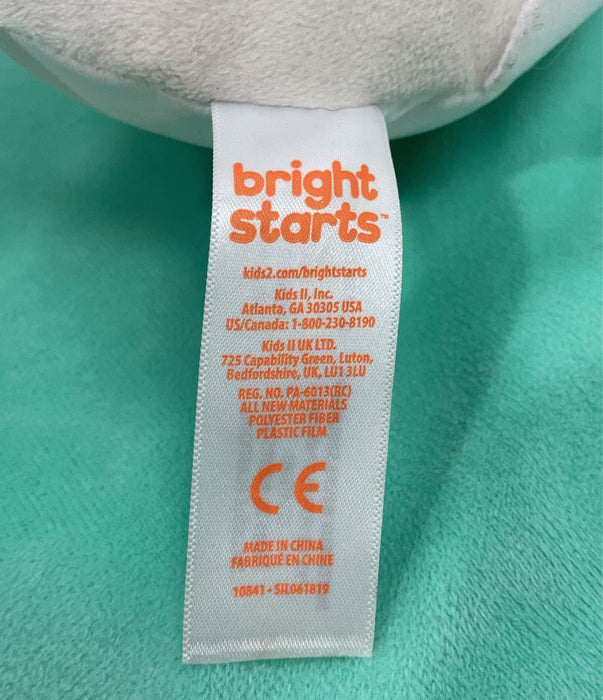 bright
starts™
kids2.com/brightstarts
Kids II, Inc.
Atlanta, GA 30305 USA
US/Canada: 1-800-230-8190
Kids II UK LTD.
725 Capability Green, Luton,
Bedfordshire, UK, LU1 3LU
REG. NO. PA-6013(RC)
ALL NEW MATERIALS
POLYESTER FIBER
PLASTIC FILM
CE
MADE IN CHINA
FABRIQUÉ EN CHINE
10841 - SIL061819